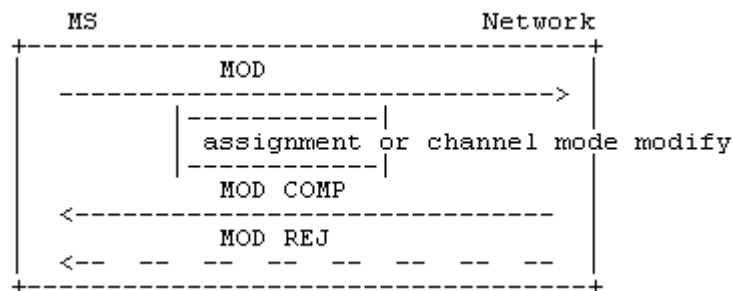 MS Network
MOD
assignment or channel mode modify
MOD COMP
MOD REJ